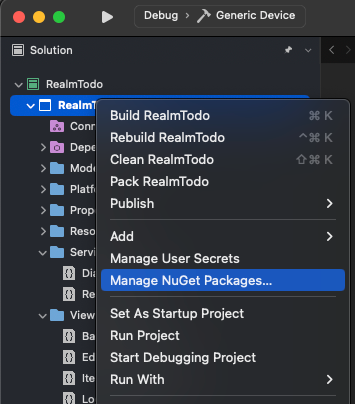 Debug > Generic Device
Solution
RealmTodo
RealmT
Build RealmTodo ⌘ K
Conn
Rebuild RealmTodo ⌃⌘ K
Depe
Clean RealmTodo ⇧⌘ K
Mode
Pack RealmTodo
Platfo
Publish
Prope
Reso
Add
Servi
Manage User Secrets
Dia
Manage NuGet Packages...
Re
View
Set As Startup Project
Ba
Run Project
Ed
Start Debugging Project
Ite
Run With
Lo